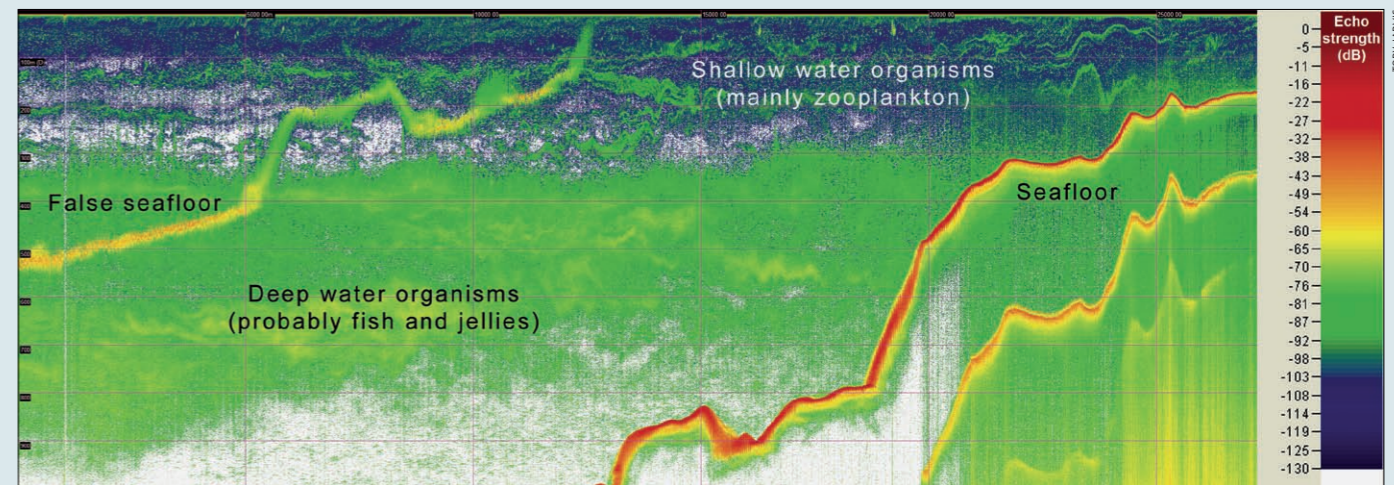 Echo
strength
(dB)
Shallow water organisms
(mainly zooplankton)
False seafloor
Seafloor
Deep water organisms
(probably fish and jellies)
0
-5
-11
-16
-22
-27
-32
-38
-43
-49
-54
-60
-65
-70
-76
-81
-87
-92
-98
-103
-108
-114
-119
-125
-130